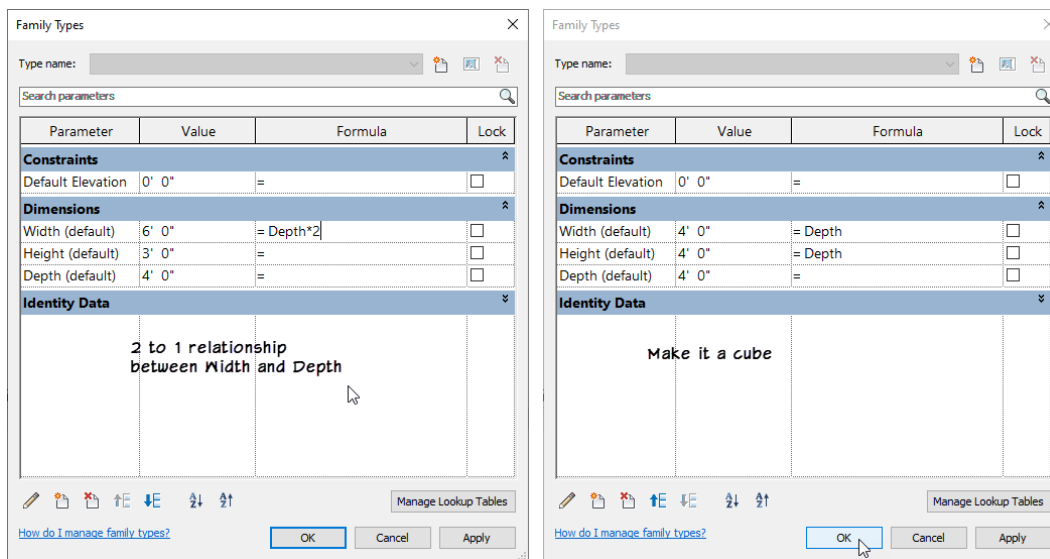 Family Types
Type name:
Search parameters
Parameter Value Formula Lock
Constraints
Default Elevation 0' 0" =
Dimensions
Width (default) 6' 0" = Depth*2
Height (default) 3' 0" =
Depth (default) 4' 0" =
Identity Data
2 to 1 relationship
between Width and Depth
Manage Lookup Tables
How do I manage family types?
OK Cancel Apply
Family Types
Type name:
Search parameters
Parameter Value Formula Lock
Constraints
Default Elevation 0' 0" =
Dimensions
Width (default) 4' 0" = Depth
Height (default) 4' 0" = Depth
Depth (default) 4' 0" =
Identity Data
Make it a cube
Manage Lookup Tables
How do I manage family types?
OK Cancel Apply